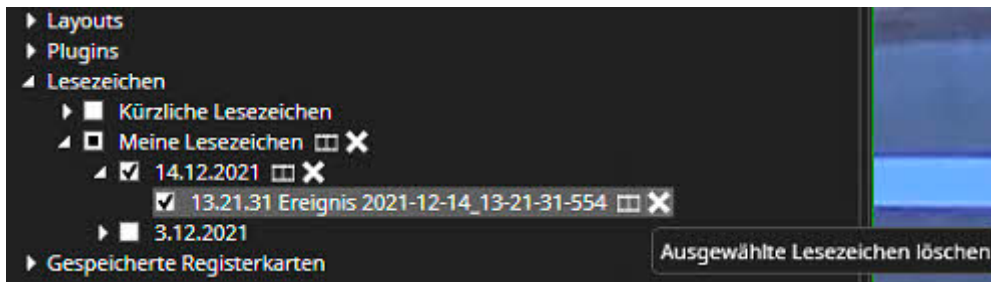 Layouts
Plugins
Lesezeichen
Kürzliche Lesezeichen
Meine Lesezeichen
14.12.2021
13.21.31 Ereignis 2021-12-14_13-21-31-554
3.12.2021
Gespeicherte Registerkarten
Ausgewählte Lesezeichen löschen